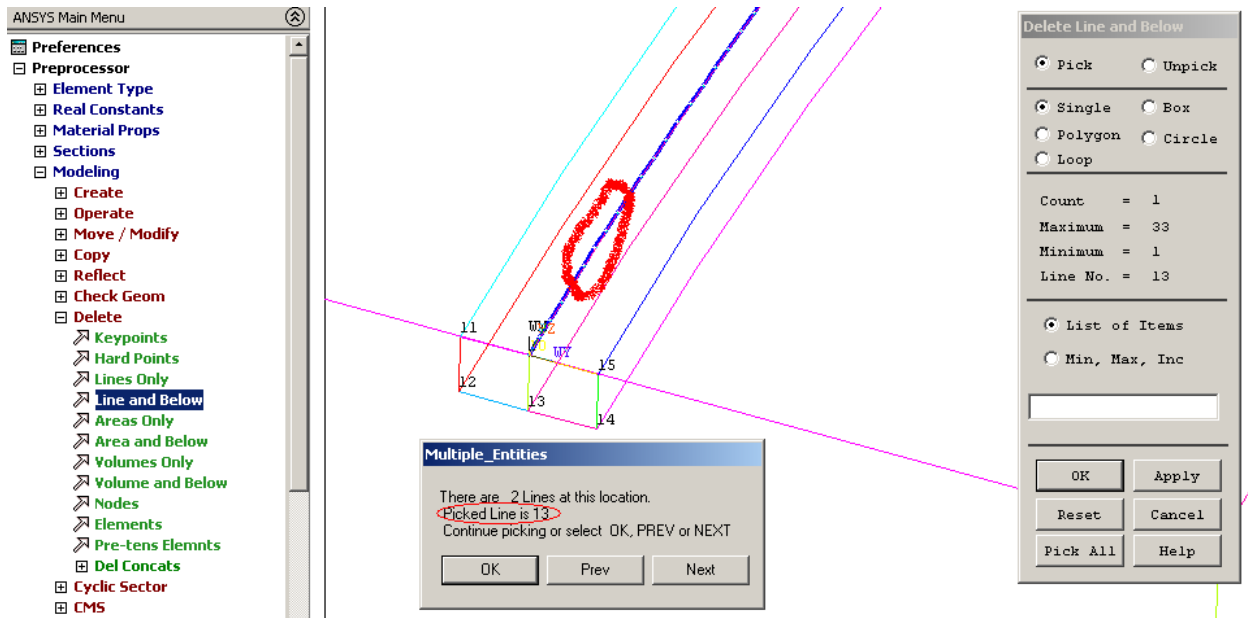 ANSYS Main Menu
Preferences
Preprocessor
Element Type
Real Constants
Material Props
Sections
Modeling
Create
Operate
Move / Modify
Copy
Reflect
Check Geom
Delete
Keypoints
Hard Points
Lines Only
Line and Below
Areas Only
Area and Below
Volumes Only
Volume and Below
Nodes
Elements
Pre-tens Elemnts
Del Concats
Cyclic Sector
CMS
11
WY
15
12
13
14
Multiple_Entities
There are 2 Lines at this location.
Picked Line is 13
Continue picking or select OK, PREV or NEXT
OK Prev Next
Delete Line and Below
Pick Unpick
Single Box
Polygon Circle
Loop
Count = 1
Maximum = 33
Minimum = 1
Line No. = 13
List of Items
Min, Max, Inc
OK Apply
Reset Cancel
Pick All Help